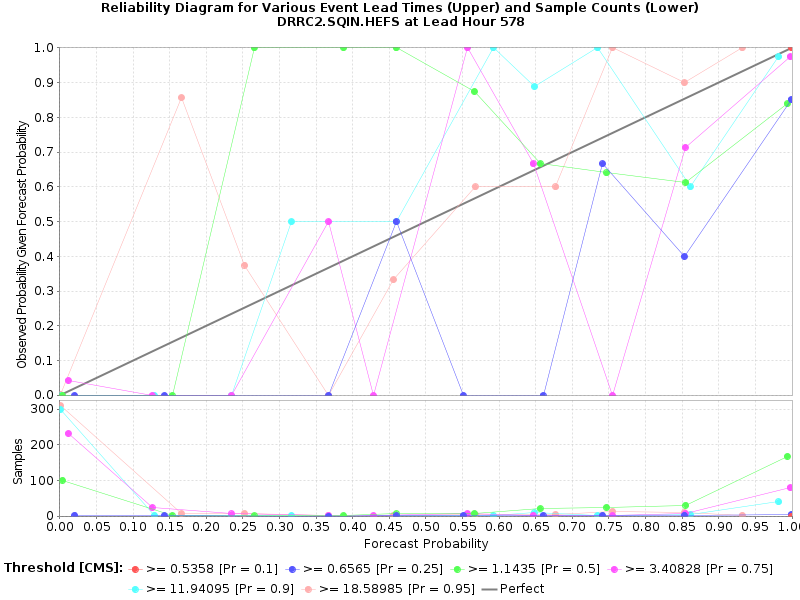 Reliability Diagram for Various Event Lead Times (Upper) and Sample Counts (Lower)
DRRC2.SQIN.HEFS at Lead Hour 578
Observed Probability Given Forecast Probability
1.0
0.9
0.8
0.7
0.6
0.5
0.4
0.3
0.2
0.1
0.0
Samples
300
200
100
0
0.00 0.05 0.10 0.15 0.20 0.25 0.30 0.35 0.40 0.45 0.50 0.55 0.60 0.65 0.70 0.75 0.80 0.85 0.90 0.95 1.0
Forecast Probability
Threshold [CMS]: >= 0.5358 [Pr = 0.1] >= 0.6565 [Pr = 0.25] >= 1.1435 [Pr = 0.5] >= 3.40828 [Pr = 0.75]
>= 11.94095 [Pr = 0.9] >= 18.58985 [Pr = 0.95] Perfect